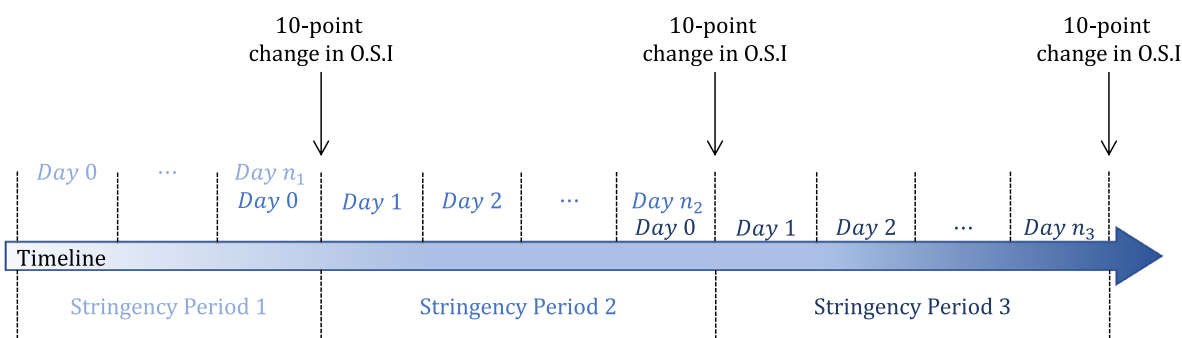 10-point
change in O.S.I
10-point
change in O.S.I
10-point
change in O.S.I
Day 0 ... Day n₁
Day 0 Day 1 Day 2 ... Day n₂
Day 0 Day 1 Day 2 ... Day n₃
Timeline
Stringency Period 1 Stringency Period 2 Stringency Period 3